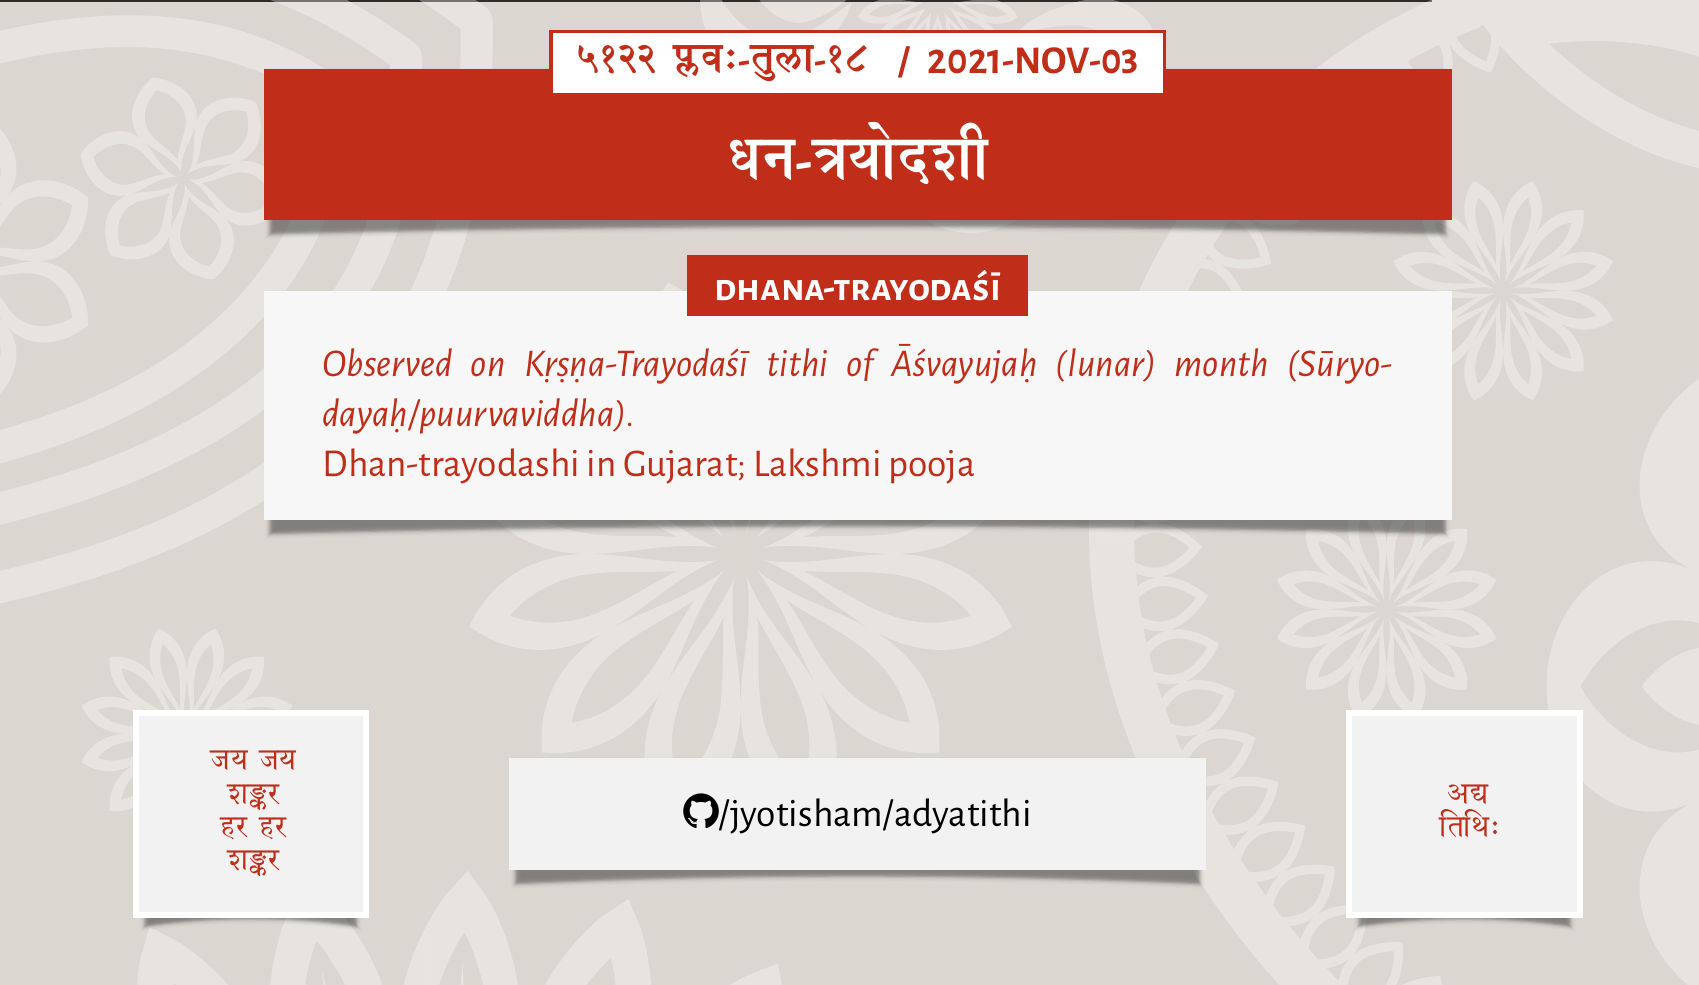 ५१२२ प्लवः-तुला-१८ / 2021-NOV-03
धन-त्रयोदशी
DHANA-TRAYODAŚĪ
Observed on Kṛṣṇa-Trayodaśī tithi of Āśvayujaḥ (lunar) month (Sūryo-
dayaḥ/puurvaviddha).
Dhan-trayodashi in Gujarat; Lakshmi pooja
जय जय
शङ्कर
हर हर
शङ्कर
/jyotisham/adyatithi
अद्य
तिथिः